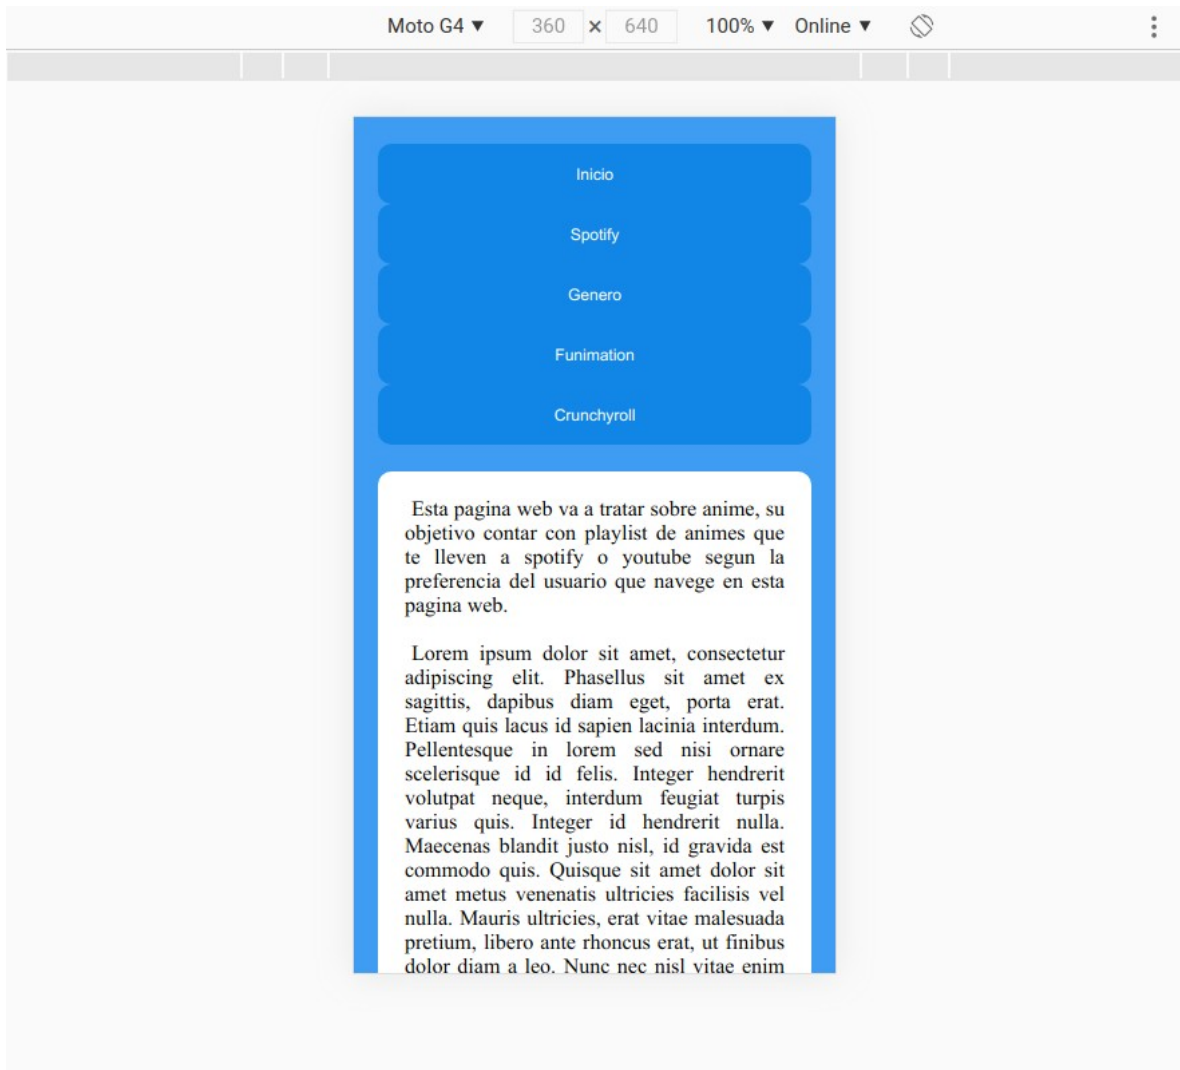 Moto G4 ▼ 360 × 640 100% ▼ Online ▼
Inicio
Spotify
Genero
Funimation
Crunchyroll
Esta pagina web va a tratar sobre anime, su
objetivo contar con playlist de animes que
te lleven a spotify o youtube segun la
preferencia del usuario que navege en esta
pagina web.
Lorem ipsum dolor sit amet, consectetur
adipiscing elit. Phasellus sit amet ex
sagittis, dapibus diam eget, porta erat.
Etiam quis lacus id sapien lacinia interdum.
Pellentesque in lorem sed nisi ornare
scelerisque id id felis. Integer hendrerit
volutpat neque, interdum feugiat turpis
varius quis. Integer id hendrerit nulla.
Maecenas blandit justo nisl, id gravida est
commodo quis. Quisque sit amet dolor sit
amet metus venenatis ultricies facilisis vel
nulla. Mauris ultricies, erat vitae malesuada
pretium, libero ante rhoncus erat, ut finibus
dolor diam a leo. Nunc nec nisl vitae enim